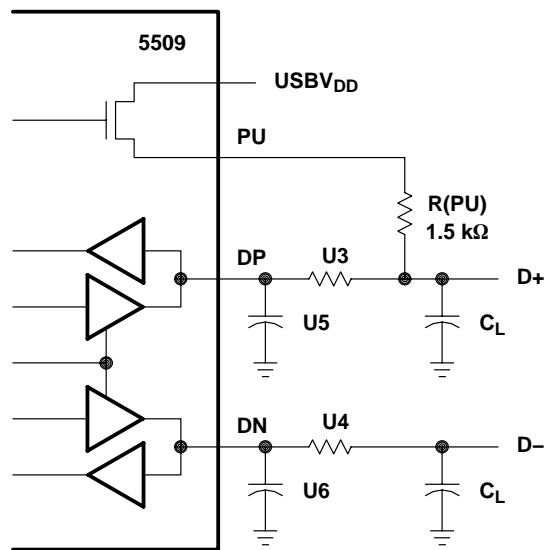 5509
USBVDD
PU
R(PU)
1.5 kΩ
DP
U3
D+
U5
CL
DN
U4
D−
U6
CL